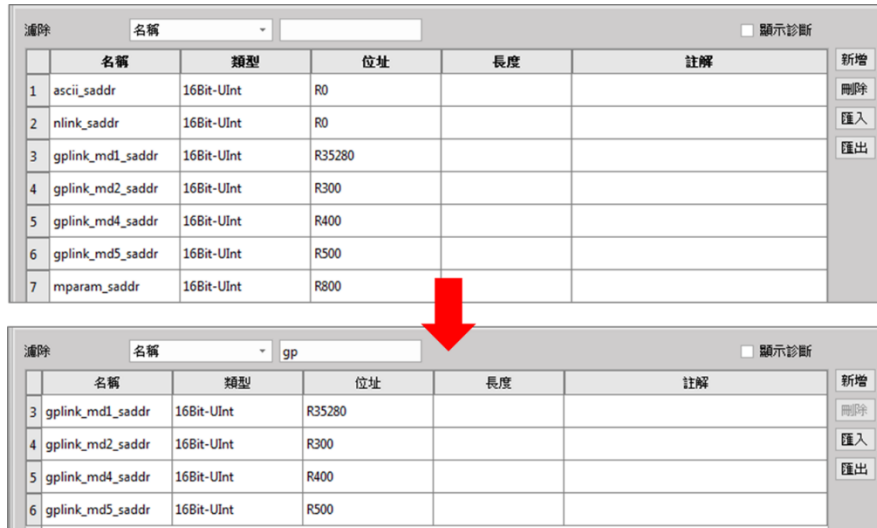 濾除 名稱 顯示診斷
名稱 類型 位址 長度 註解 新增
1 ascii_saddr 16Bit-UInt R0 刪除
2 nlink_saddr 16Bit-UInt R0 匯入
3 gplink_md1_saddr 16Bit-UInt R35280 匯出
4 gplink_md2_saddr 16Bit-UInt R300
5 gplink_md4_saddr 16Bit-UInt R400
6 gplink_md5_saddr 16Bit-UInt R500
7 mparam_saddr 16Bit-UInt R800
濾除 名稱 gp 顯示診斷
名稱 類型 位址 長度 註解 新增
3 gplink_md1_saddr 16Bit-UInt R35280 刪除
4 gplink_md2_saddr 16Bit-UInt R300 匯入
5 gplink_md4_saddr 16Bit-UInt R400 匯出
6 gplink_md5_saddr 16Bit-UInt R500